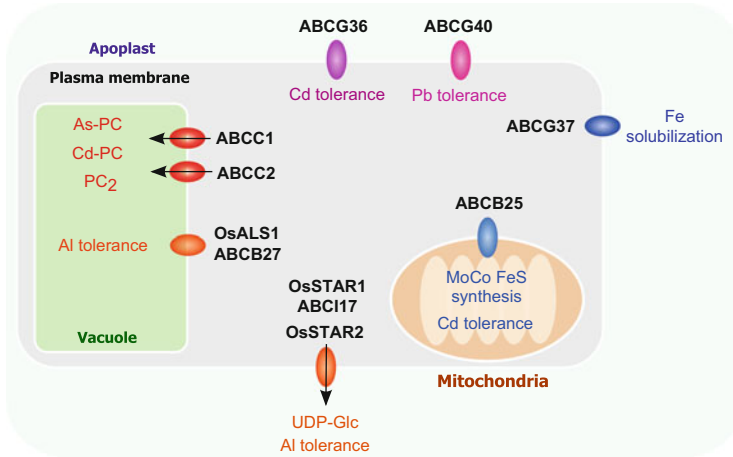 ABCG36
ABCG40
Apoplast
Plasma membrane
Cd tolerance
Pb tolerance
ABCG37
Fe
solubilization
As-PC
Cd-PC
PC2
ABCC1
ABCC2
ABCB25
Al tolerance
OsALS1
ABCB27
MoCo FeS
synthesis
Cd tolerance
OsSTAR1
ABCI17
OsSTAR2
Vacuole
Mitochondria
UDP-Glc
Al tolerance